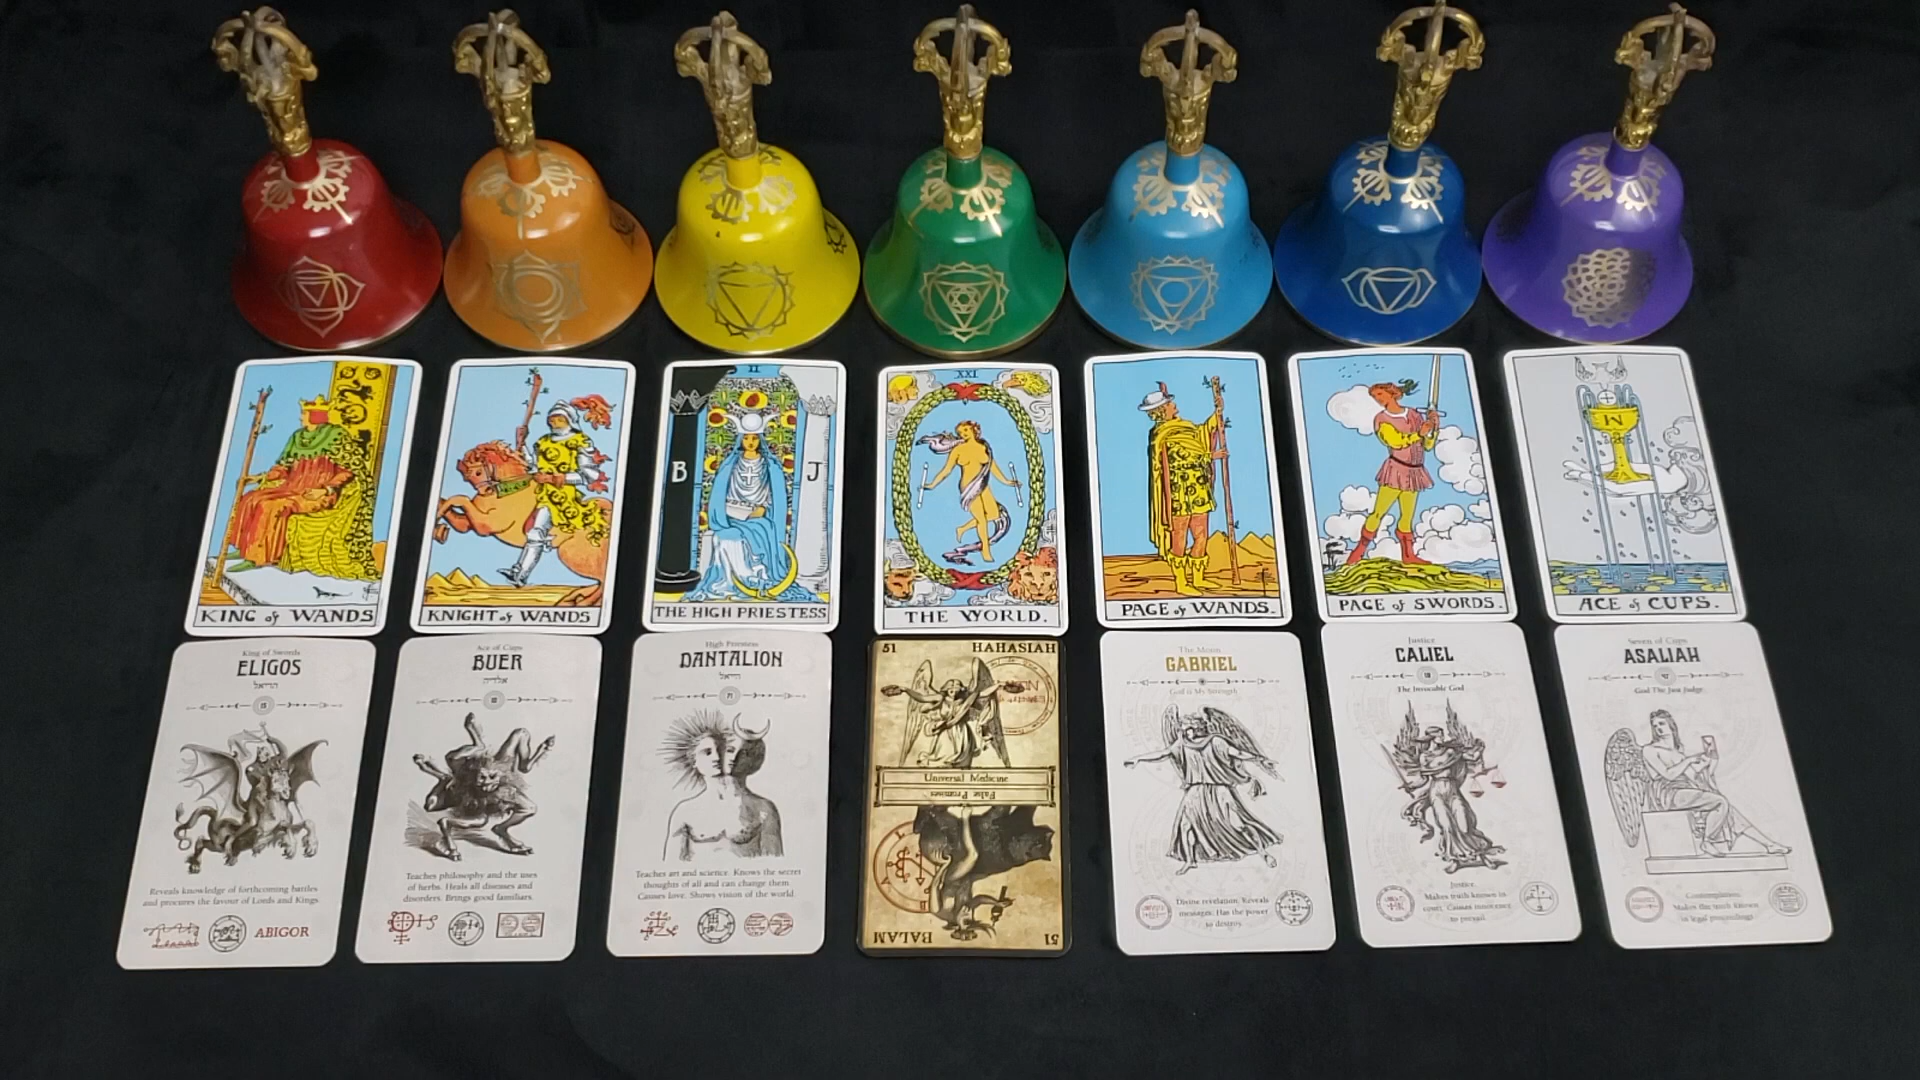 KING of WANDS
KNIGHT of WANDS
II
B
J
THE HIGH PRIESTESS
XXI
THE WORLD.
PAGE of WANDS.
PAGE of SWORDS.
ACE of CUPS.
King of Swords
ELIGOS
הריאל
Reveals knowledge of forthcoming battles
and procures the favour of Lords and Kings.
ABIGOR
Ace of Cups
BUER
אלדיה
Teaches philosophy and the uses
of herbs. Heals all diseases and
disorders. Brings good familiars.
High Priestess
DANTALION
הייאל
Teaches art and science. Knows the secret
thoughts of all and can change them.
Causes love. Shows vision of the world.
51 HAHASIAH
Universal Medicine
False Promises
BALAM 51
The Moon
GABRIEL
God is My Strength
Divine revelation. Reveals
messages. Has the power
to destroy.
Justice
CALIEL
The Invocable God
Justice.
Makes truth known in
court. Causes innocence
to prevail.
Seven of Cups
ASALIAH
God The Just Judge
Contemplation.
Makes the truth known
in legal proceedings.